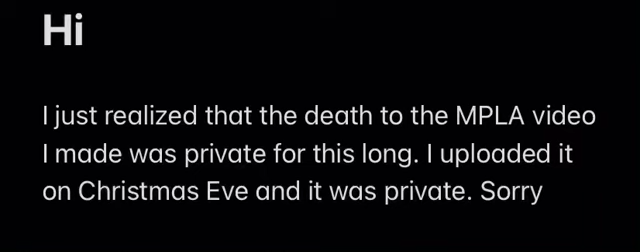 Hi
I just realized that the death to the MPLA video
I made was private for this long. I uploaded it
on Christmas Eve and it was private. Sorry